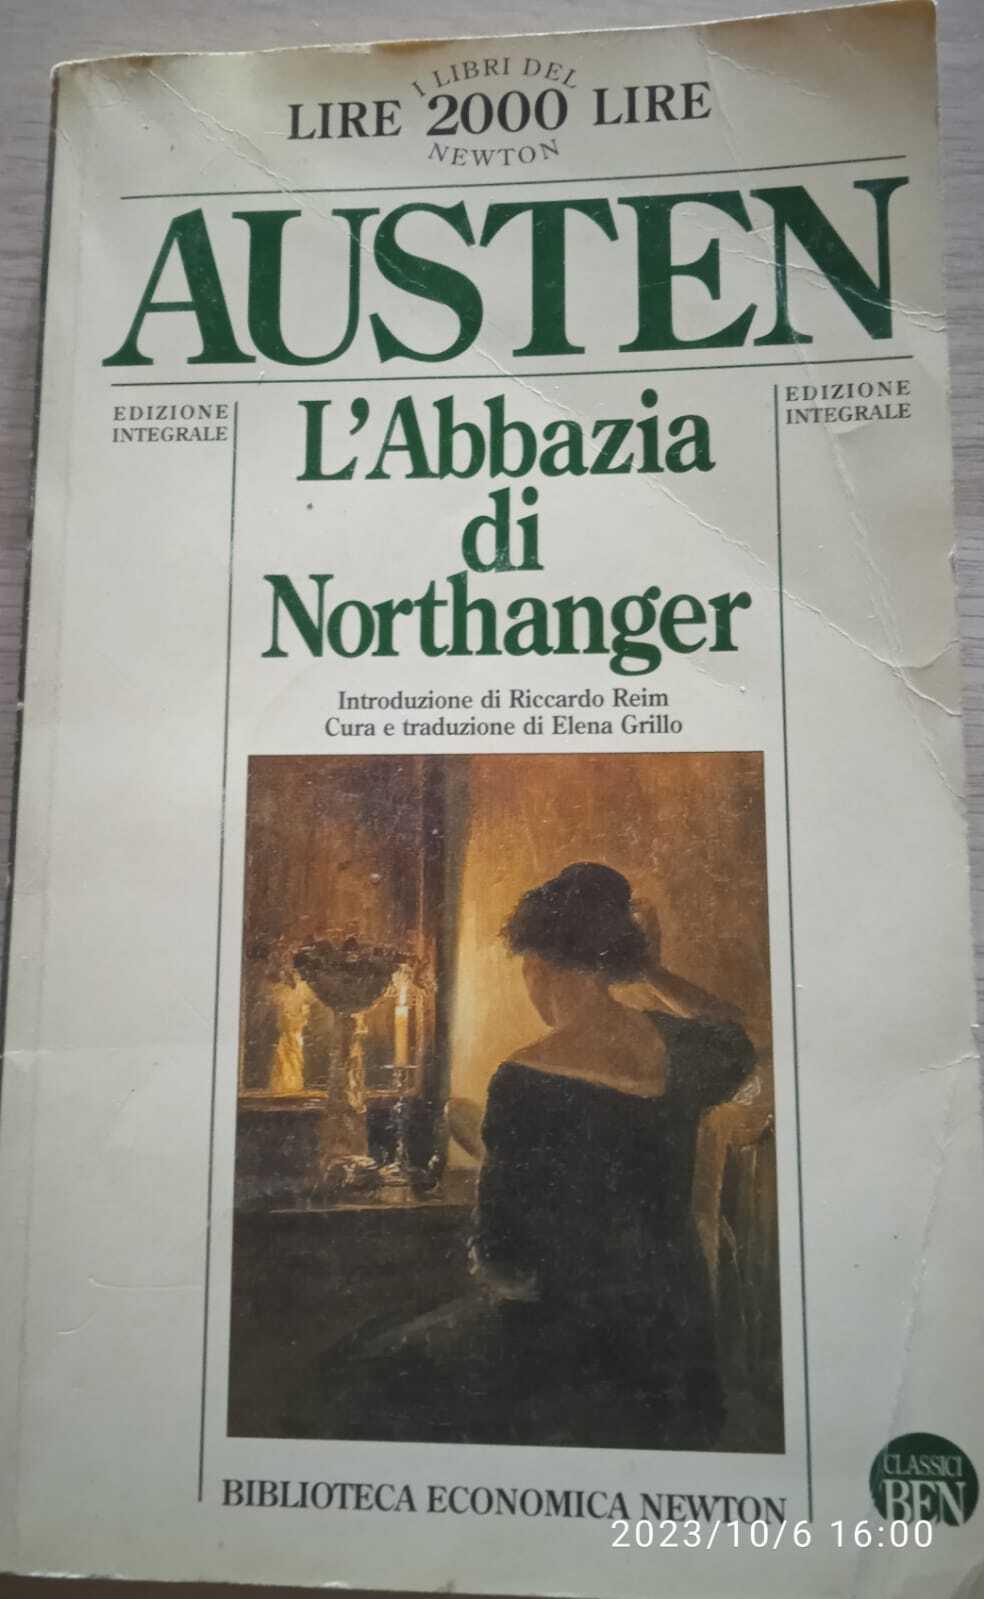 I LIBRI DEL
LIRE 2000 LIRE
NEWTON
AUSTEN
EDIZIONE
INTEGRALE
L'Abbazia
di
Northanger
EDIZIONE
INTEGRALE
Introduzione di Riccardo Reim
Cura e traduzione di Elena Grillo
BIBLIOTECA ECONOMICA NEWTON
CLASSICI
BEN
2023/10/6 16:00